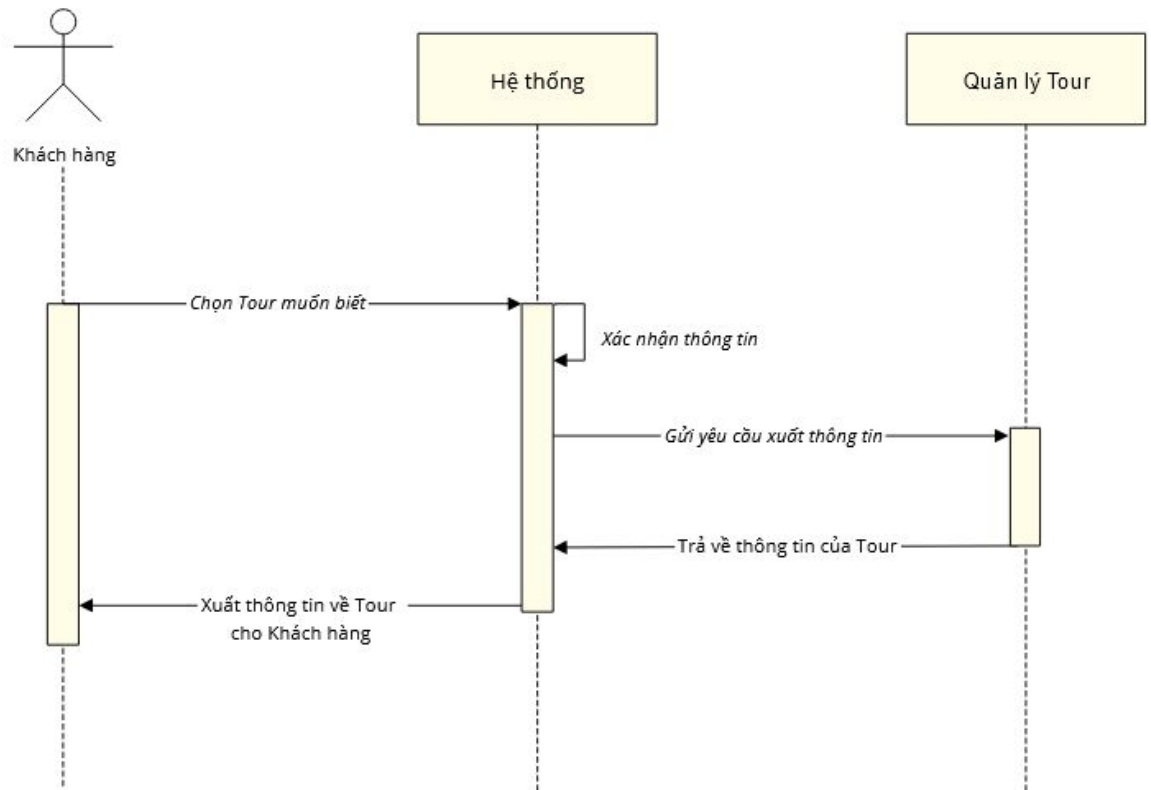 Hệ thống
Quản lý Tour
Khách hàng
Chọn Tour muốn biết
Xác nhận thông tin
Gửi yêu cầu xuất thông tin
Trả về thông tin của Tour
Xuất thông tin về Tour
cho Khách hàng